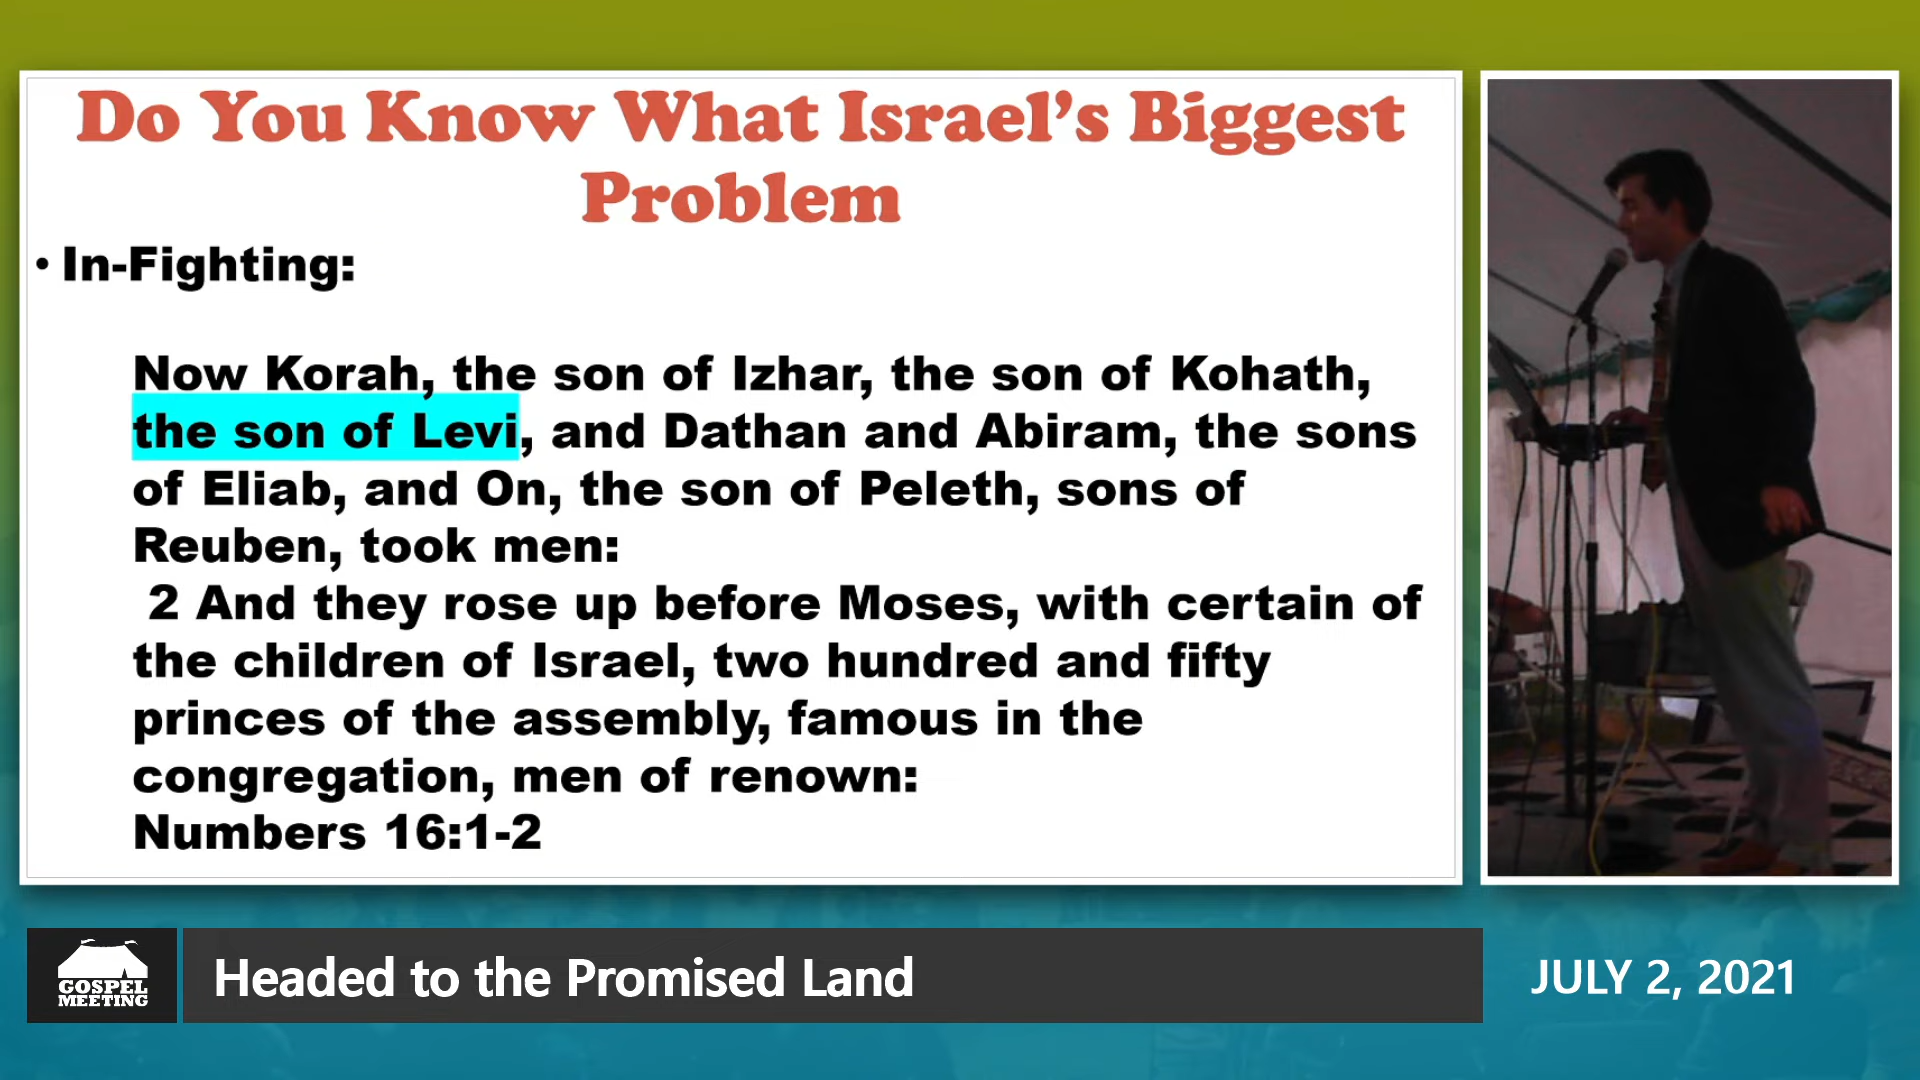 Do You Know What Israel’s Biggest
Problem
• In-Fighting:
Now Korah, the son of Izhar, the son of Kohath,
the son of Levi, and Dathan and Abiram, the sons
of Eliab, and On, the son of Peleth, sons of
Reuben, took men:
2 And they rose up before Moses, with certain of
the children of Israel, two hundred and fifty
princes of the assembly, famous in the
congregation, men of renown:
Numbers 16:1-2
GOSPEL
MEETING
Headed to the Promised Land
JULY 2, 2021